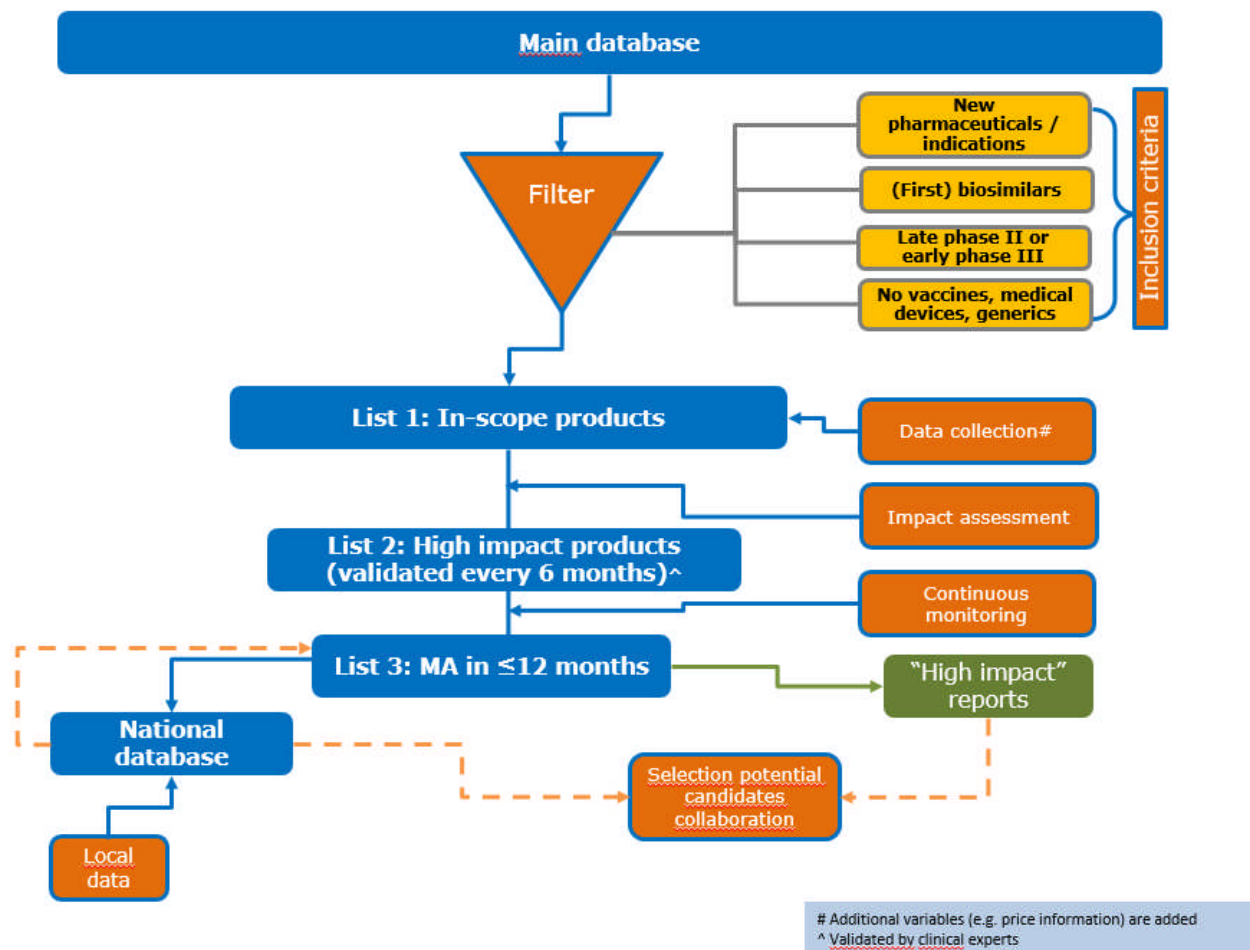 Main database
Filter
New
pharmaceuticals /
indications
(First) biosimilars
Late phase II or
early phase III
No vaccines, medical
devices, generics
Inclusion criteria
List 1: In-scope products
Data collection#
Impact assessment
List 2: High impact products
(validated every 6 months)^
Continuous
monitoring
List 3: MA in ≤12 months
“High impact”
reports
National
database
Selection potential
candidates
collaboration
Local
data
# Additional variables (e.g. price information) are added
^ Validated by clinical experts